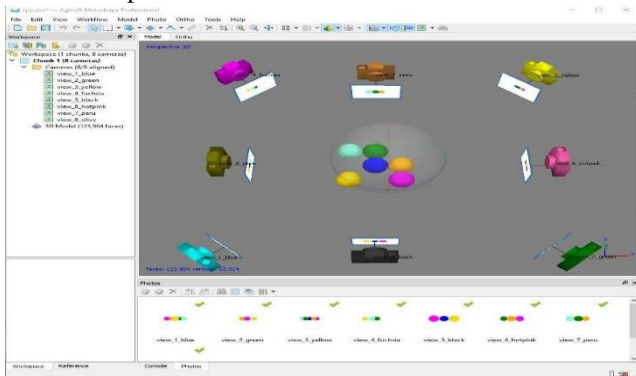 Agisoft Metashape Professional
File Edit View Workflow Model Photo Ortho Tools Help
Workspace
Model Ortho
Workspace (1 chunks, 8 cameras)
Chunk 1 (8 cameras)
Cameras (8/8 aligned)
view_1_blue
view_2_green
view_3_yellow
view_4_fuchsia
view_5_black
view_6_hotpink
view_7_peru
view_8_olive
3D Model (123,904 faces)
Perspective 30°
Photos
view_1_blue view_2_green view_3_yellow view_4_fuchsia view_5_black view_6_hotpink view_7_peru
Workspace Reference
Console Photos